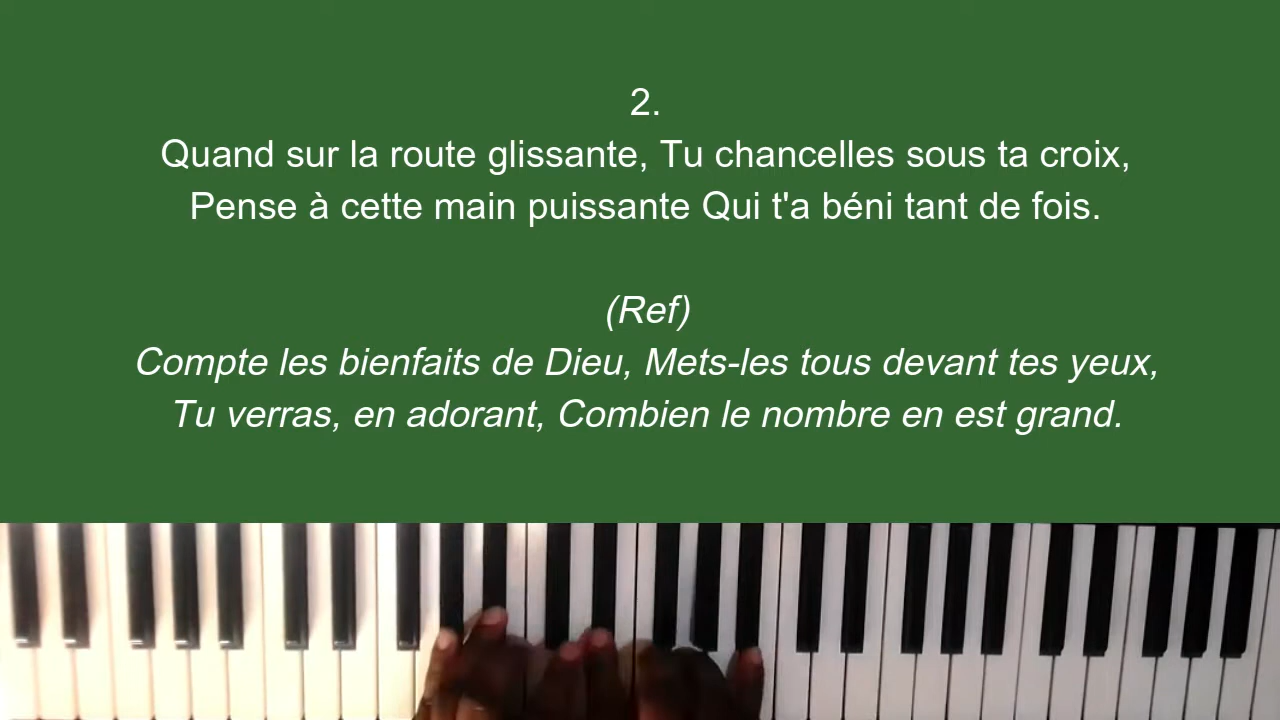 2.
Quand sur la route glissante, Tu chancelles sous ta croix,
Pense à cette main puissante Qui t'a béni tant de fois.
(Ref)
Compte les bienfaits de Dieu, Mets-les tous devant tes yeux,
Tu verras, en adorant, Combien le nombre en est grand.